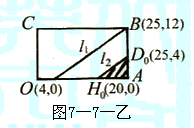 C
B(25,12)
l₁
l₂
D₀(25,4)
A
O(4,0)
H₀(20,0)
图7—7—乙